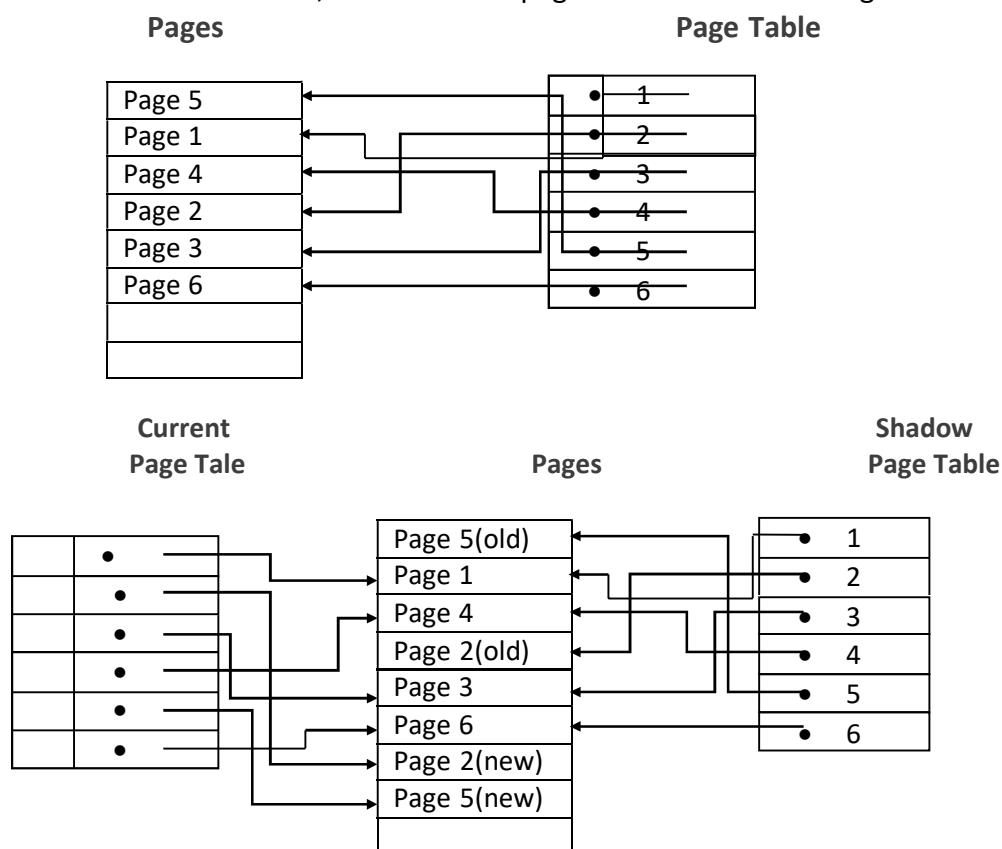 Pages
Page Table
Page 5
Page 1
Page 4
Page 2
Page 3
Page 6
1
2
3
4
5
6
Current
Page Tale
Pages
Shadow
Page Table
Page 5(old)
Page 1
Page 4
Page 2(old)
Page 3
Page 6
Page 2(new)
Page 5(new)
1
2
3
4
5
6